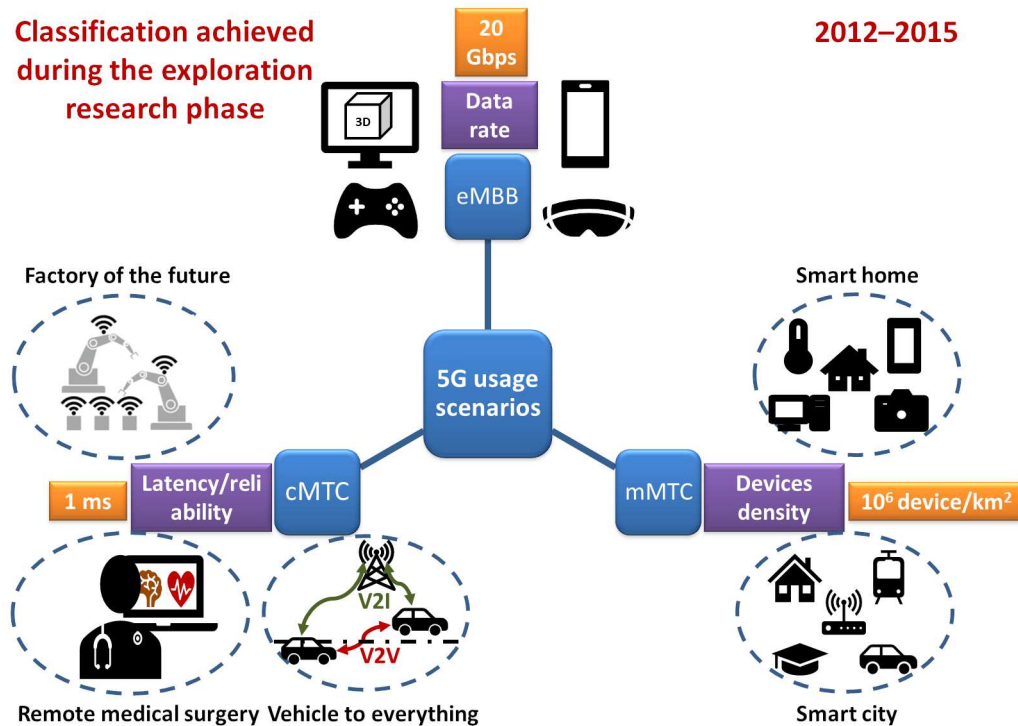 Classification achieved
during the exploration
research phase
20
Gbps
2012–2015
Data
rate
3D
eMBB
Factory of the future
Smart home
5G usage
scenarios
1 ms
Latency/reli
ability
cMTC
mMTC
Devices
density
10⁶ device/km²
V2I
V2V
Remote medical surgery
Vehicle to everything
Smart city